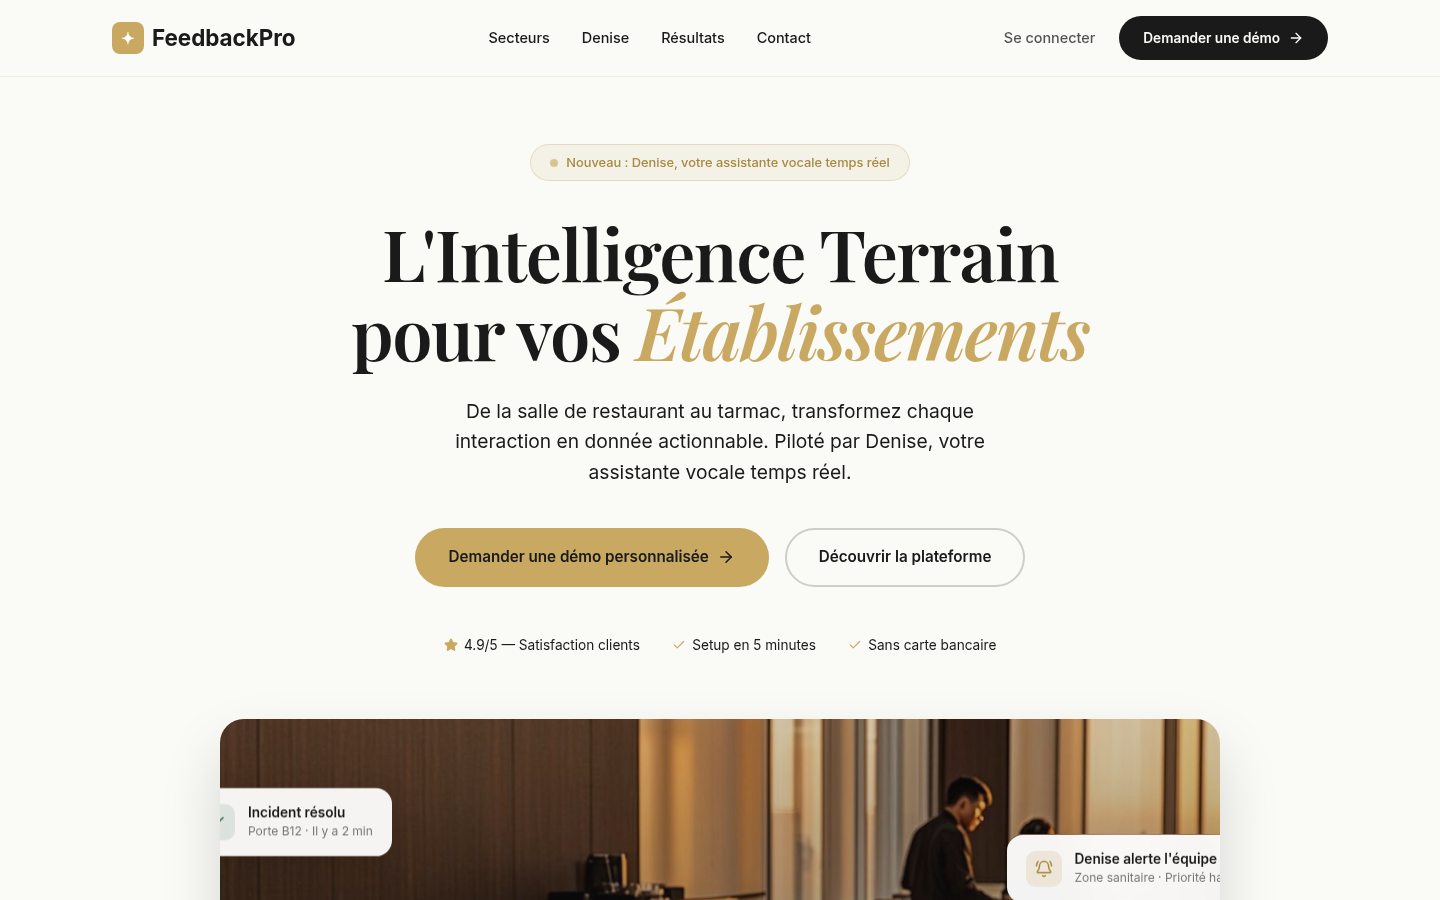 FeedbackPro
Secteurs
Denise
Résultats
Contact
Se connecter
Demander une démo
Nouveau : Denise, votre assistante vocale temps réel
L'Intelligence Terrain
pour vos Établissements
De la salle de restaurant au tarmac, transformez chaque
interaction en donnée actionnable. Piloté par Denise, votre
assistante vocale temps réel.
Demander une démo personnalisée
Découvrir la plateforme
4.9/5 — Satisfaction clients
Setup en 5 minutes
Sans carte bancaire
Incident résolu
Porte B12 · Il y a 2 min
Denise alerte l'équipe
Zone sanitaire · Priorité